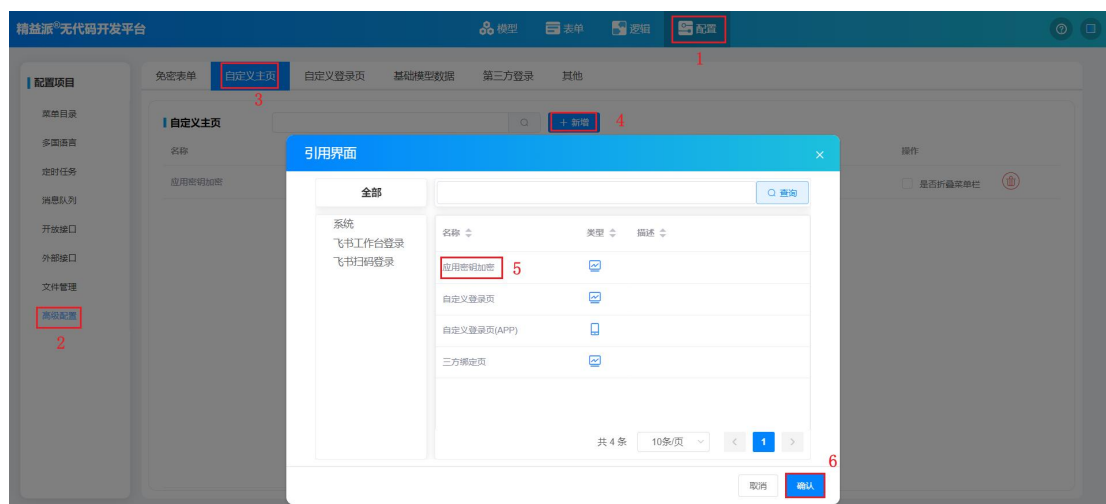 精益派®无代码开发平台 模型 表单 逻辑 配置
1
配置项目 免密表单 自定义主页 自定义登录页 基础模型数据 第三方登录 其他
3
菜单目录 自定义主页 + 新增 4
多国语言 名称 引用界面 × 操作
定时任务 应用密钥加密 全部 查询 是否折叠菜单栏
消息队列
开放接口 系统 名称 类型 描述
飞书工作台登录
外部接口 飞书扫码登录 应用密钥加密 5
文件管理 自定义登录页
高级配置 自定义登录页(APP)
2
三方绑定页
共 4 条 10条/页 < 1 >
6
取消 确认